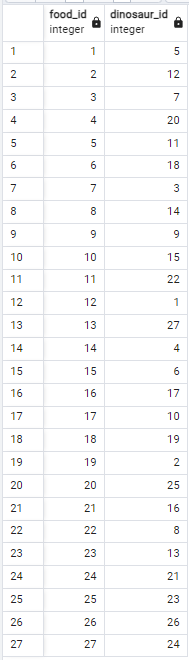 food_id dinosaur_id
integer integer
1 1 5
2 2 12
3 3 7
4 4 20
5 5 11
6 6 18
7 7 3
8 8 14
9 9 9
10 10 15
11 11 22
12 12 1
13 13 27
14 14 4
15 15 6
16 16 17
17 17 10
18 18 19
19 19 2
20 20 25
21 21 16
22 22 8
23 23 13
24 24 21
25 25 23
26 26 26
27 27 24